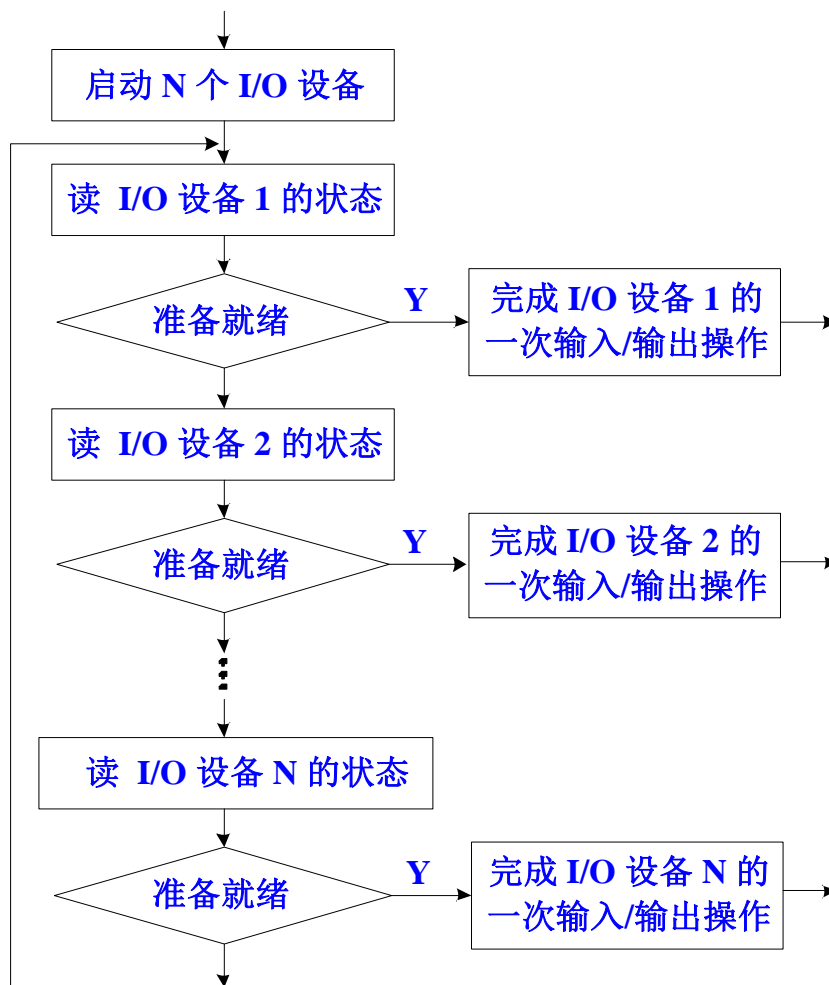 启动 N 个 I/O 设备
读 I/O 设备 1 的状态
准备就绪
Y
完成 I/O 设备 1 的
一次输入/输出操作
读 I/O 设备 2 的状态
准备就绪
Y
完成 I/O 设备 2 的
一次输入/输出操作
读 I/O 设备 N 的状态
准备就绪
Y
完成 I/O 设备 N 的
一次输入/输出操作